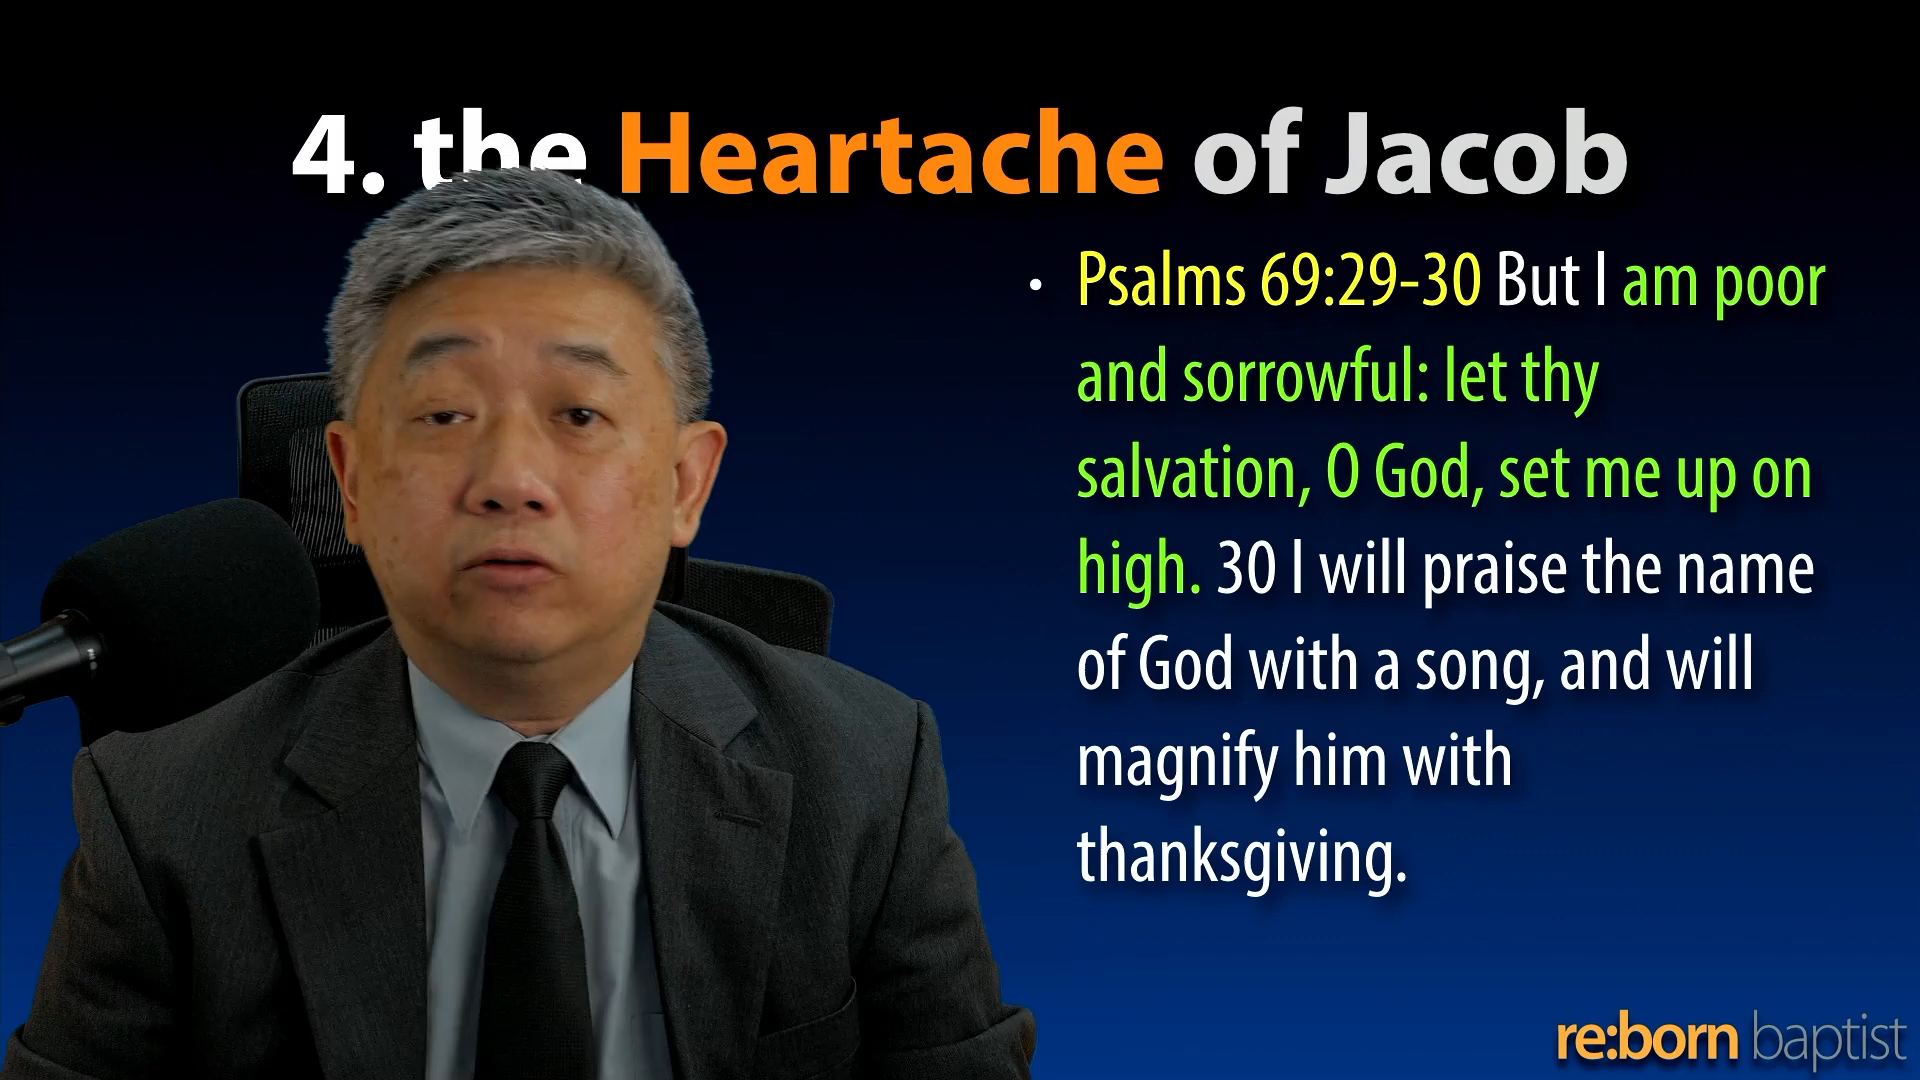 4. the Heartache of Jacob
• Psalms 69:29-30 But I am poor
and sorrowful: let thy
salvation, O God, set me up on
high. 30 I will praise the name
of God with a song, and will
magnify him with
thanksgiving.
re:born baptist